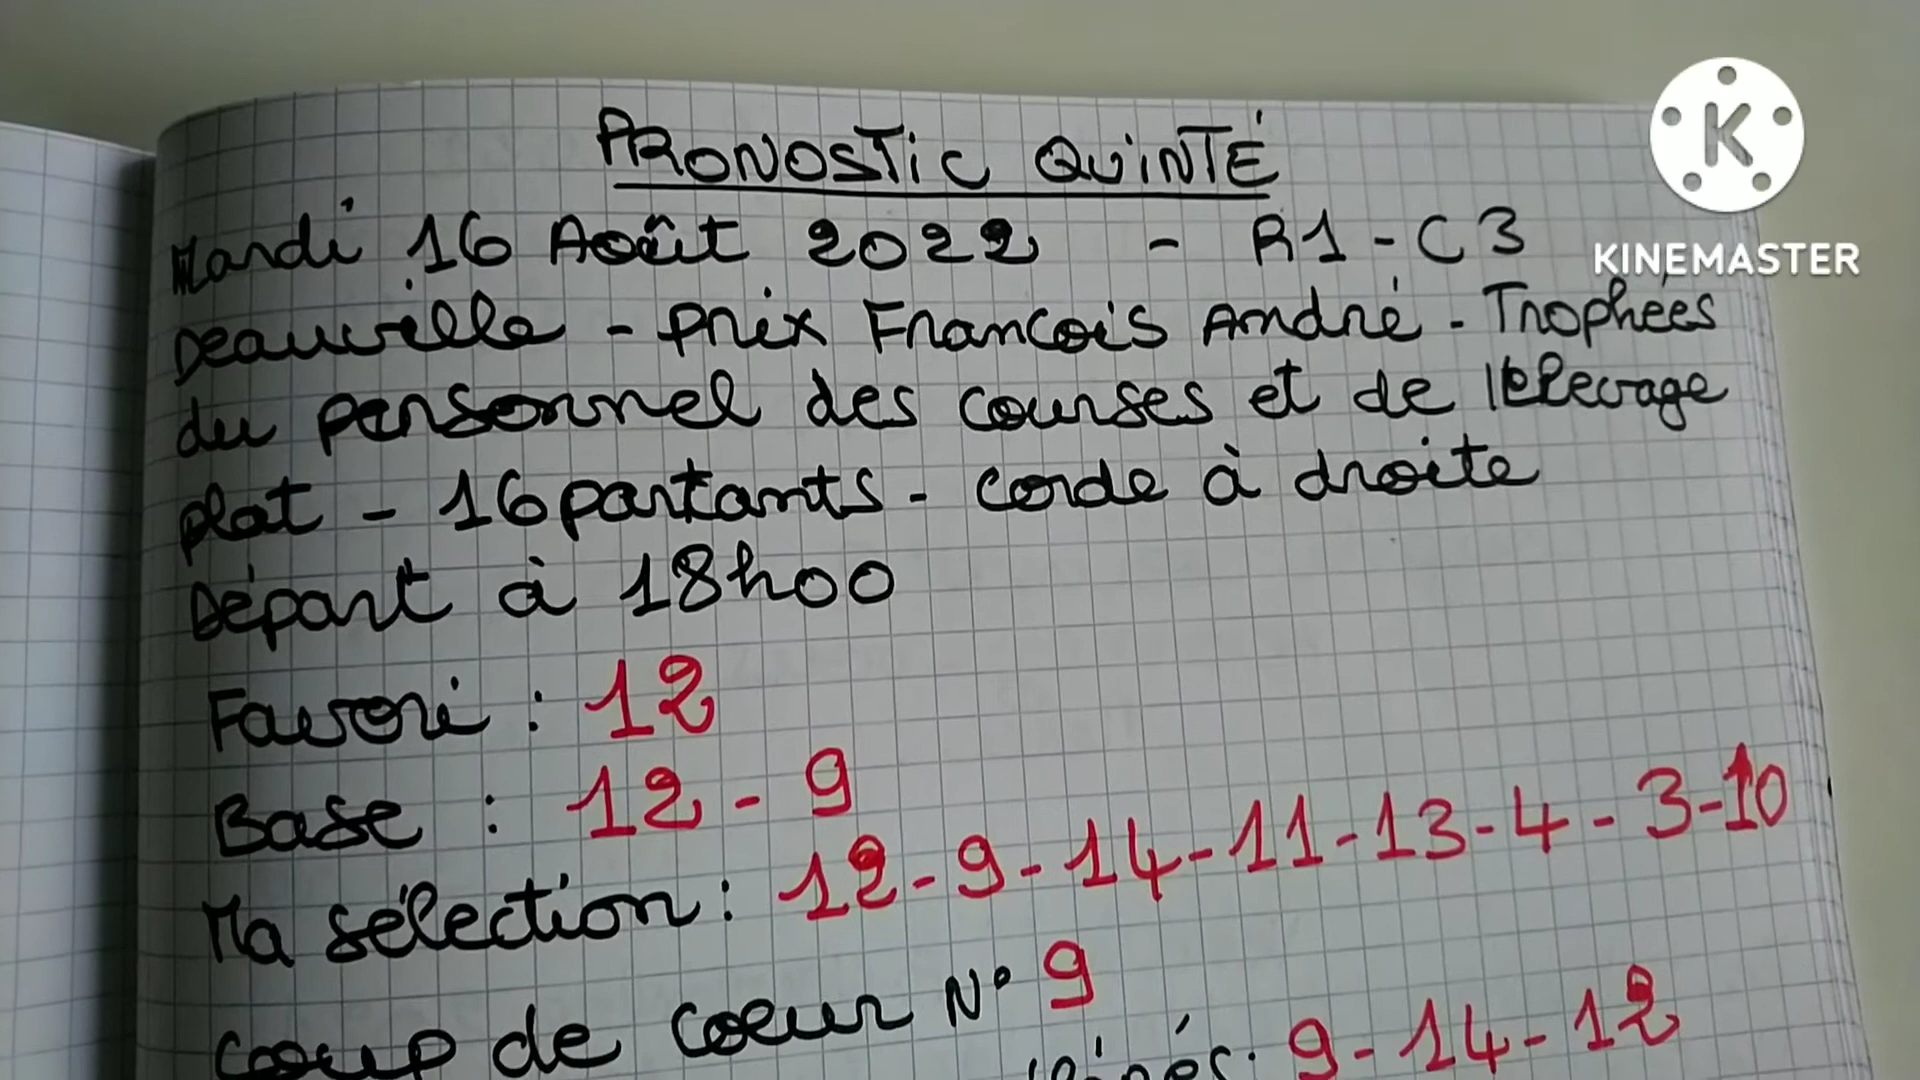 PRONOSTIC QUINTÉ
Mardi 16 Août 2022 - R1-C3
Deauville - Prix Francois André - Trophées
du personnel des courses et de l'élevage
plat - 16 partants - corde à droite
Départ à 18h00
Favori : 12
Base : 12 - 9
Ma sélection : 12-9-14-11-13-4-3-10
coup de coeur N° 9
9-14-12
KINEMASTER